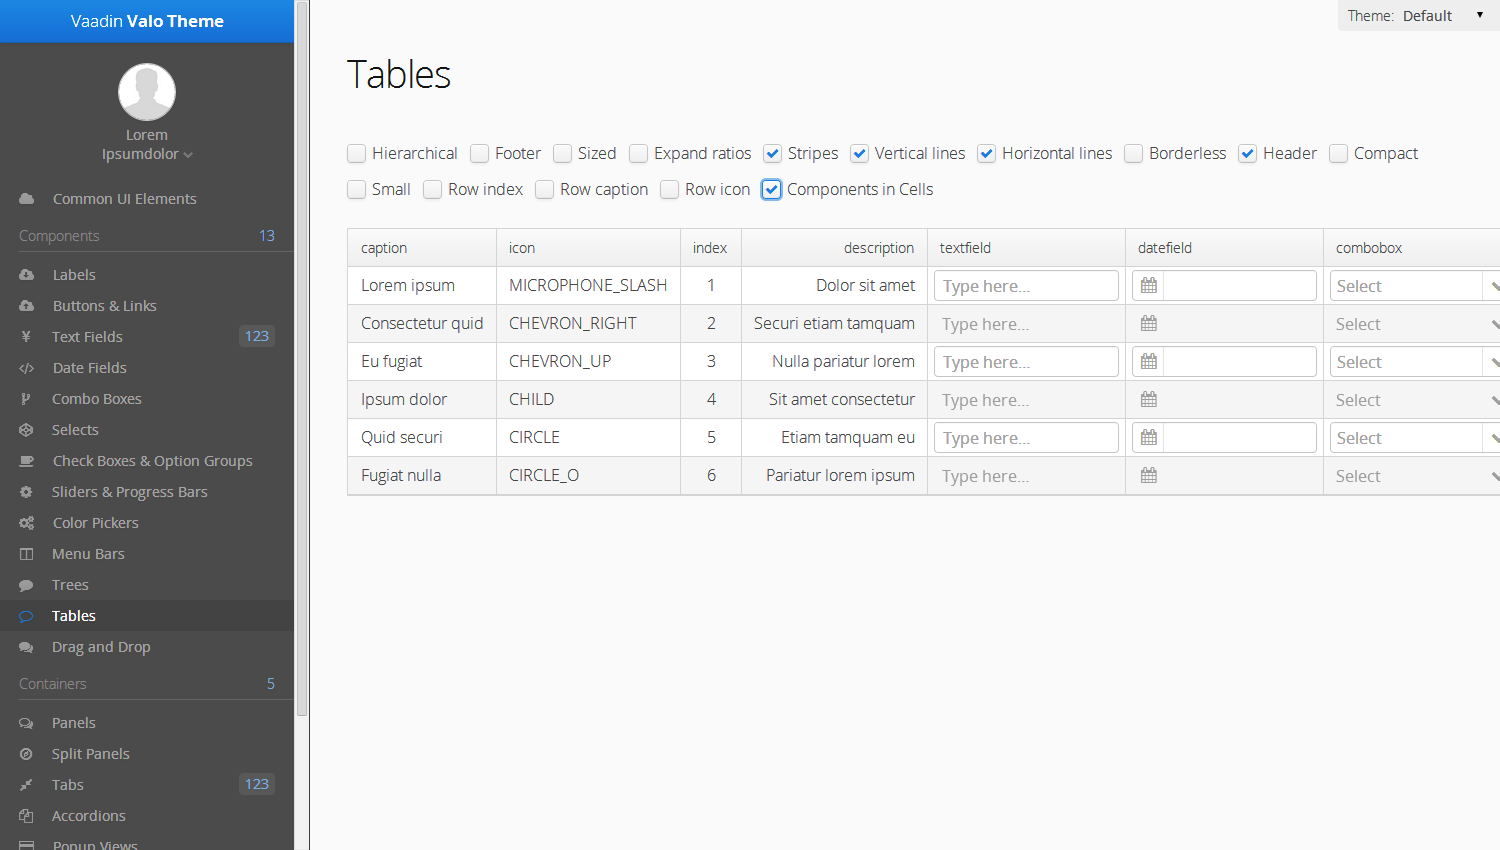 Vaadin Valo Theme
Lorem
Ipsumdolor
Common UI Elements
Components 13
Labels
Buttons & Links
Text Fields 123
Date Fields
Combo Boxes
Selects
Check Boxes & Option Groups
Sliders & Progress Bars
Color Pickers
Menu Bars
Trees
Tables
Drag and Drop
Containers 5
Panels
Split Panels
Tabs 123
Accordions
Popup Views
Theme: Default
Tables
Hierarchical Footer Sized Expand ratios Stripes Vertical lines Horizontal lines Borderless Header Compact
Small Row index Row caption Row icon Components in Cells
caption icon index description textfield datefield combobox
Lorem ipsum MICROPHONE_SLASH 1 Dolor sit amet Type here... Select
Consectetur quid CHEVRON_RIGHT 2 Securi etiam tamquam Type here... Select
Eu fugiat CHEVRON_UP 3 Nulla pariatur lorem Type here... Select
Ipsum dolor CHILD 4 Sit amet consectetur Type here... Select
Quid securi CIRCLE 5 Etiam tamquam eu Type here... Select
Fugiat nulla CIRCLE_O 6 Pariatur lorem ipsum Type here... Select